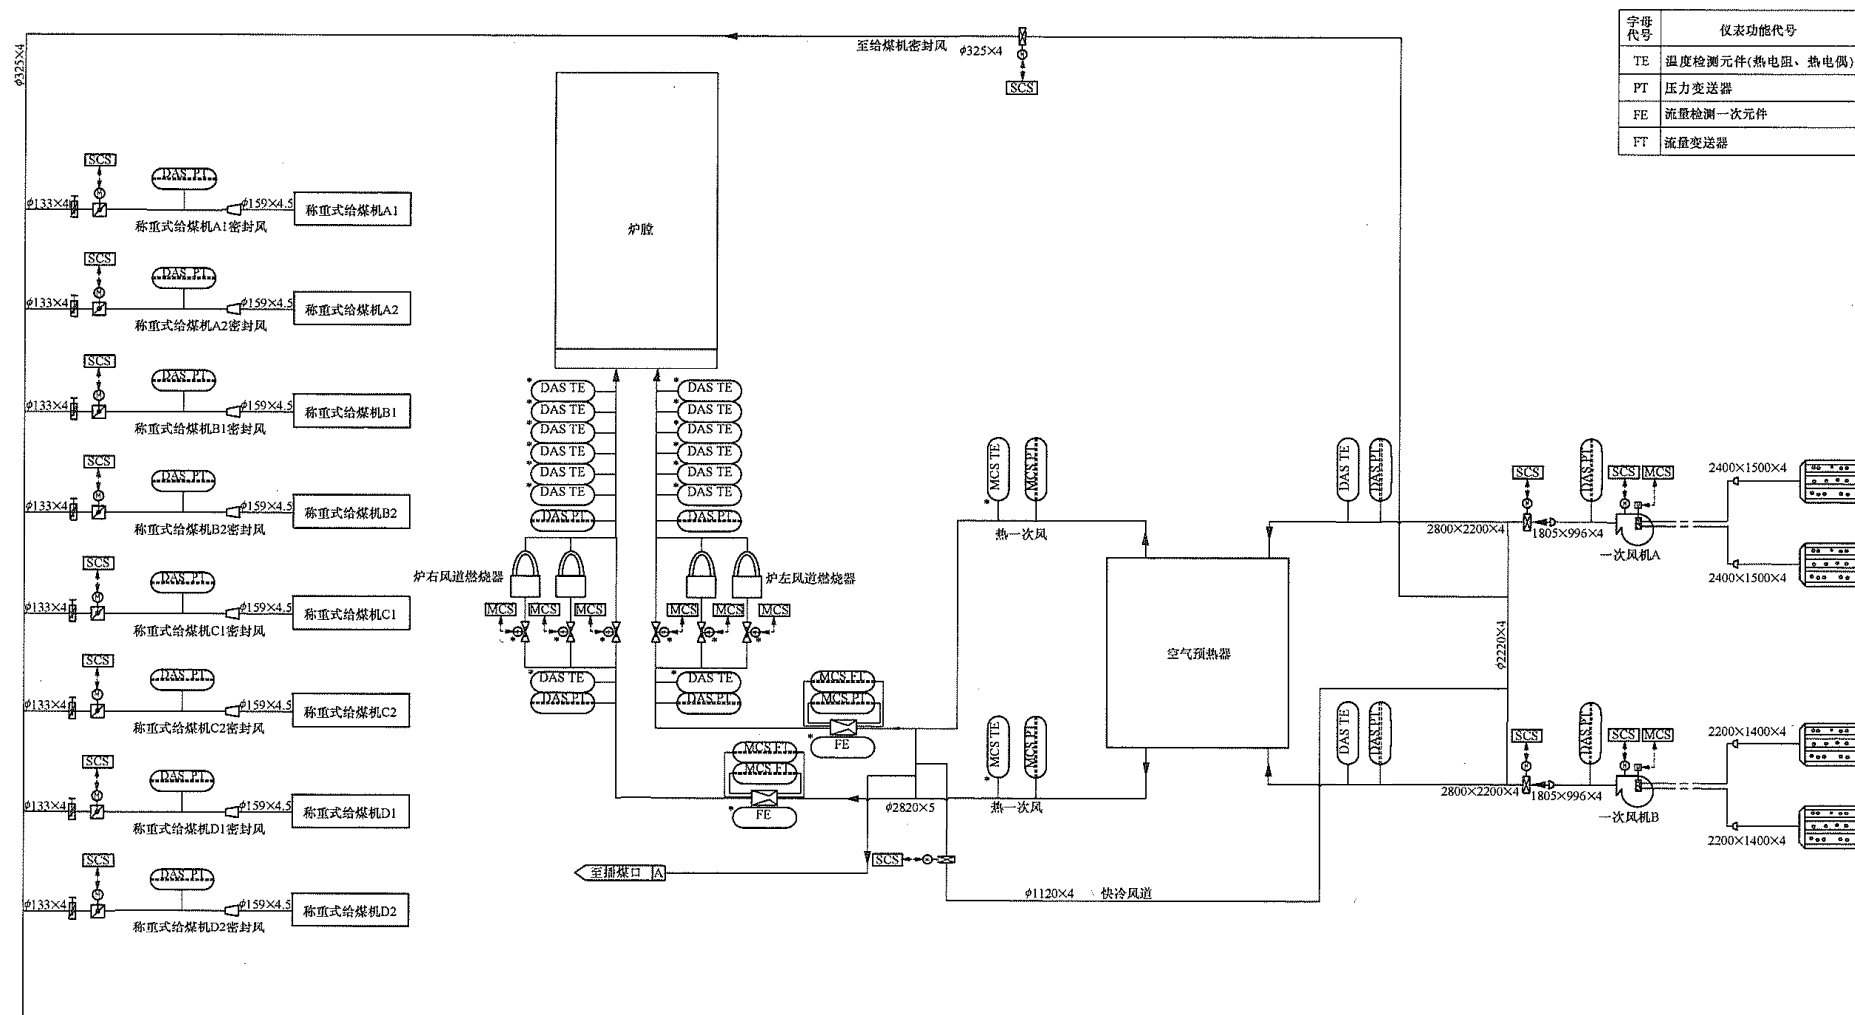 字母代号 仪表功能代号
TE 温度检测元件(热电阻、热电偶)
PT 压力变送器
FE 流量检测一次元件
FT 流量变送器
φ325×4
至给煤机密封风 φ325×4
SCS
SCS
DAS PT
φ133×4 φ159×4.5 称重式给煤机A1
称重式给煤机A1密封风
SCS
DAS PT
φ133×4 φ159×4.5 称重式给煤机A2
称重式给煤机A2密封风
SCS
DAS PT
φ133×4 φ159×4.5 称重式给煤机B1
称重式给煤机B1密封风
SCS
DAS PT
φ133×4 φ159×4.5 称重式给煤机B2
称重式给煤机B2密封风
SCS
DAS PT
φ133×4 φ159×4.5 称重式给煤机C1
称重式给煤机C1密封风
SCS
DAS PT
φ133×4 φ159×4.5 称重式给煤机C2
称重式给煤机C2密封风
SCS
DAS PT
φ133×4 φ159×4.5 称重式给煤机D1
称重式给煤机D1密封风
SCS
DAS PT
φ133×4 φ159×4.5 称重式给煤机D2
称重式给煤机D2密封风
炉膛
* DAS TE * DAS TE
* DAS TE * DAS TE
* DAS TE * DAS TE
* DAS TE * DAS TE
* DAS TE * DAS TE
* DAS TE * DAS TE
DAS PT DAS PT
炉右风道燃烧器 炉左风道燃烧器
MCS MCS MCS MCS MCS MCS
M M M M M M
* * * * * *
* DAS TE * DAS TE
DAS PT DAS PT
MCS FT
MCS PT
* FE
MCS FT
MCS FT
* FE
φ2820×5
至播煤口 A
SCS M
φ1120×4 快冷风道
* MCS TE MCS PT
热一次风
* MCS TE MCS PT
热一次风
空气预热器
DAS TE DAS PT
2800×2200×4
SCS
M
1805×996×4
DAS PT
SCS MCS
M
一次风机A
2400×1500×4
2400×1500×4
φ2220×4
DAS TE DAS PT
2800×2200×4
SCS
M
1805×996×4
DAS PT
SCS MCS
M
一次风机B
2200×1400×4
2200×1400×4